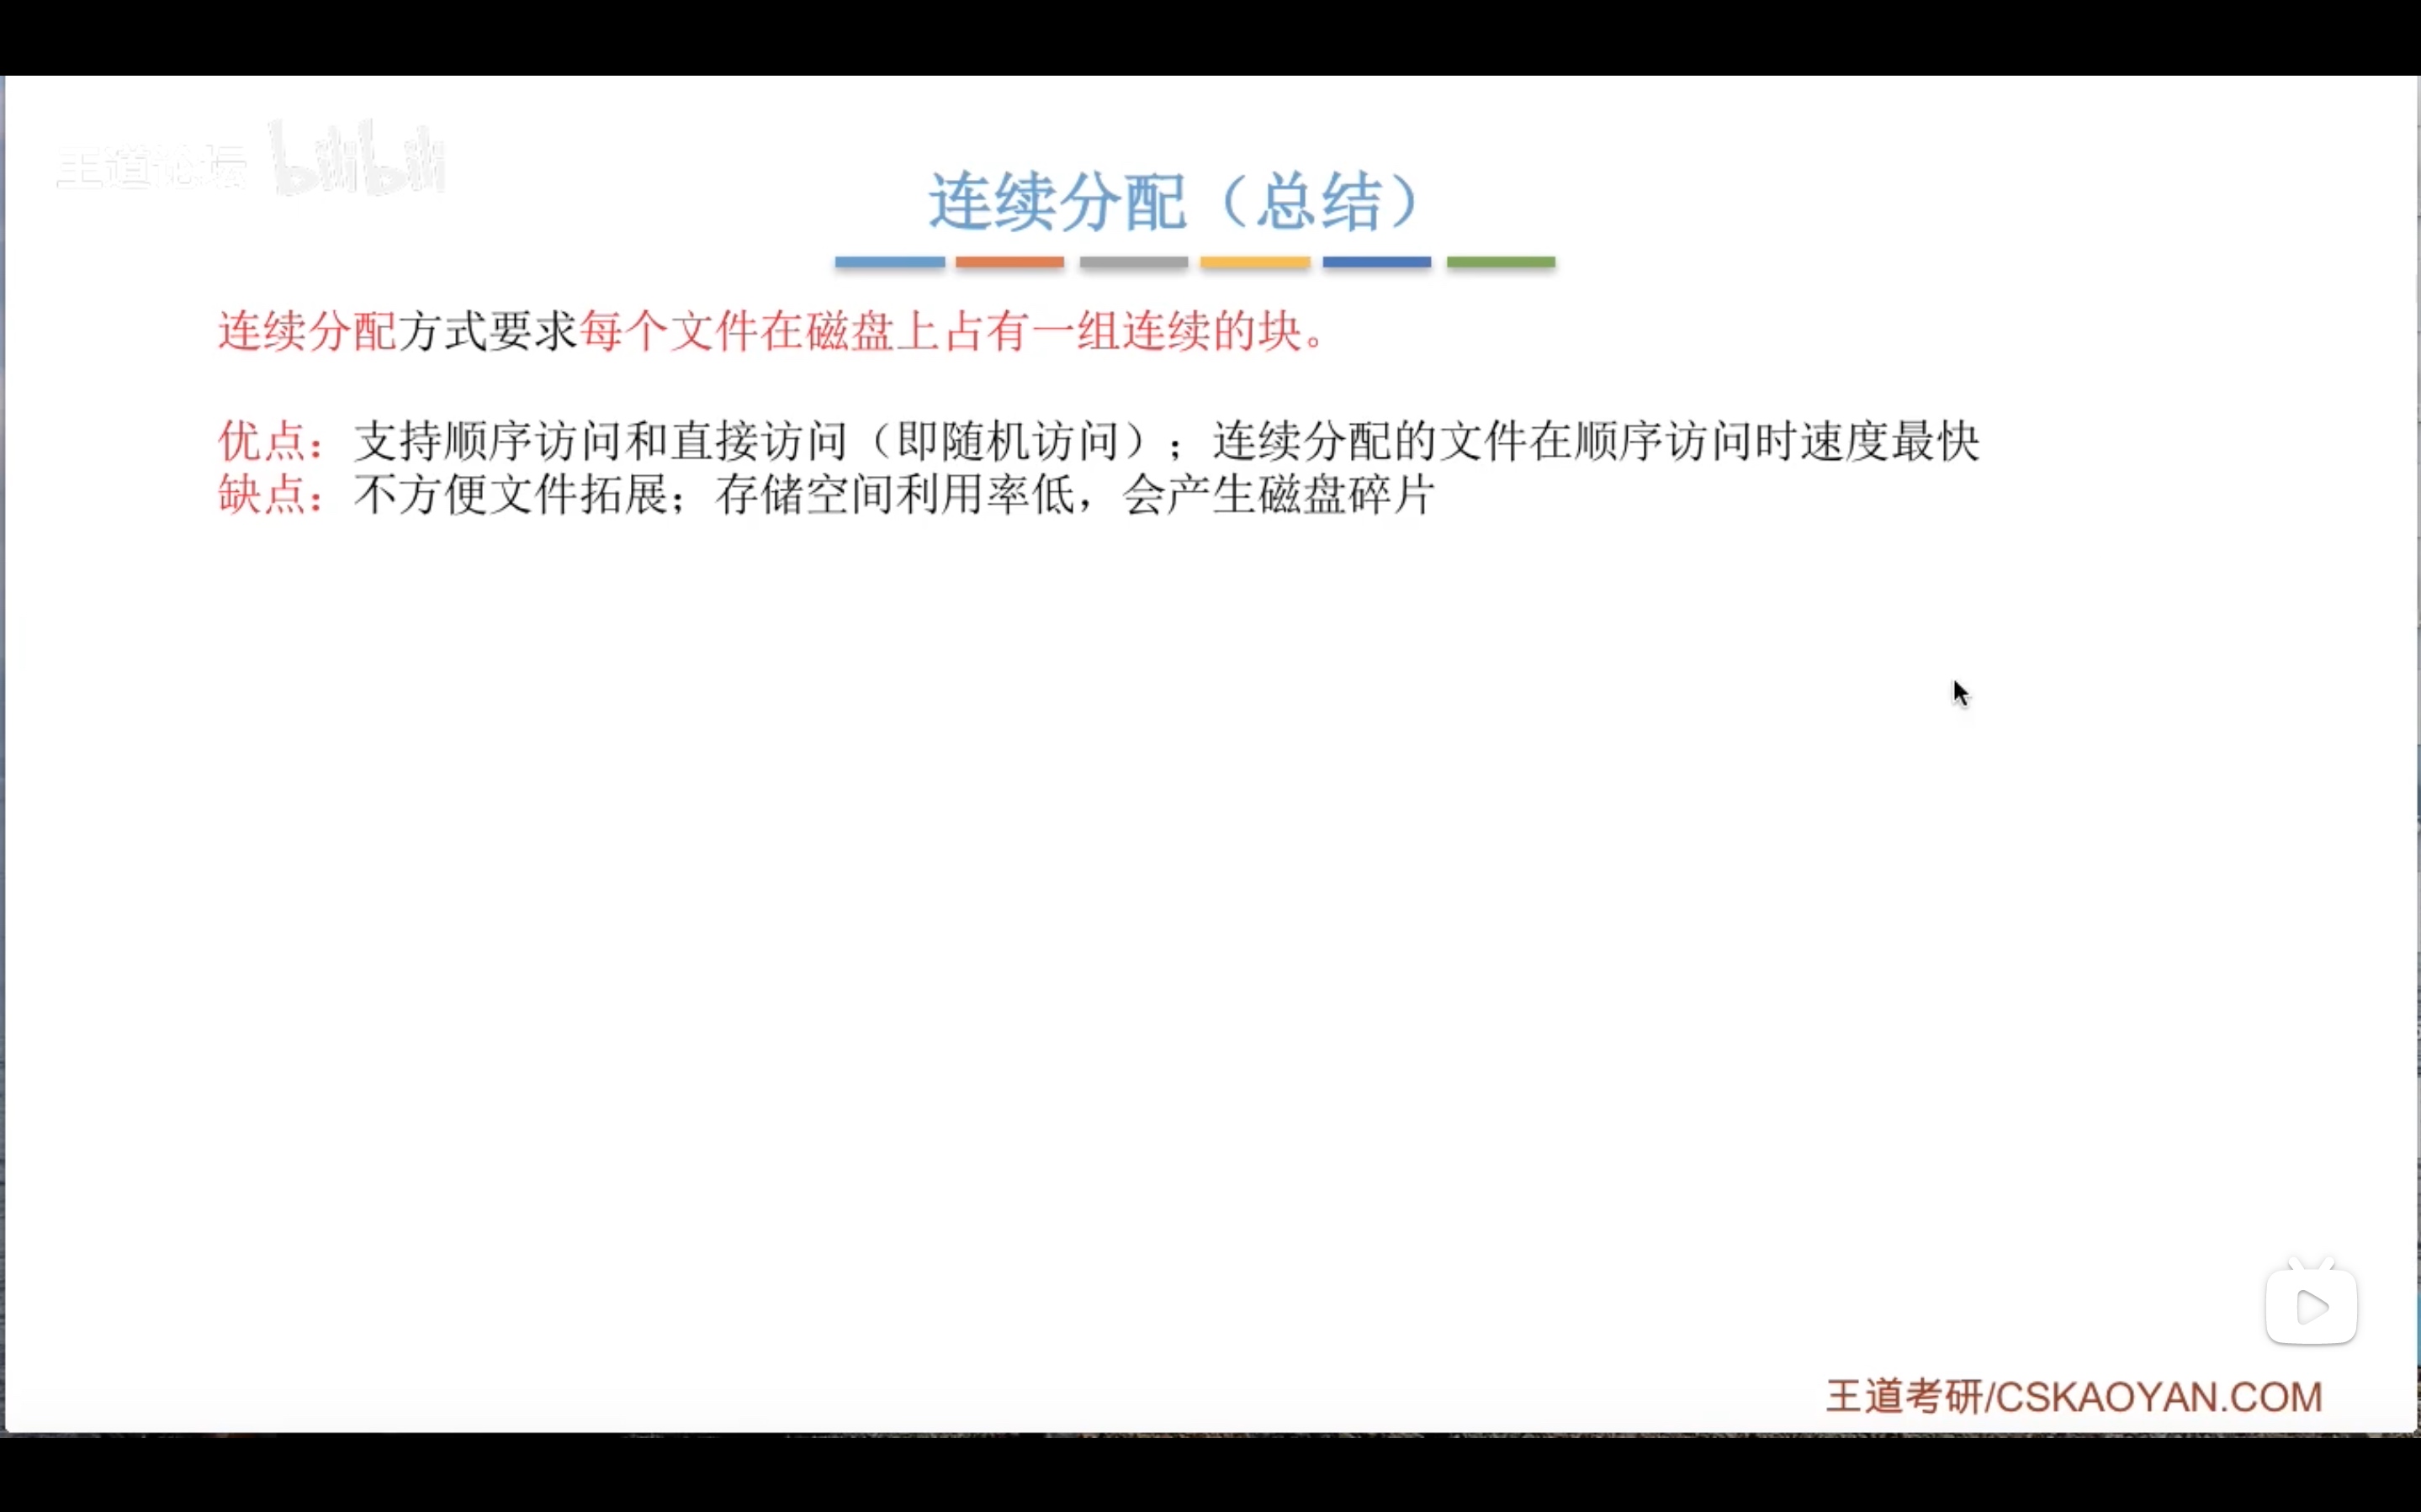 王道论坛 bilibili
连续分配（总结）
连续分配方式要求每个文件在磁盘上占有一组连续的块。
优点：支持顺序访问和直接访问（即随机访问）；连续分配的文件在顺序访问时速度最快
缺点：不方便文件拓展；存储空间利用率低，会产生磁盘碎片
王道考研/CSKAOYAN.COM